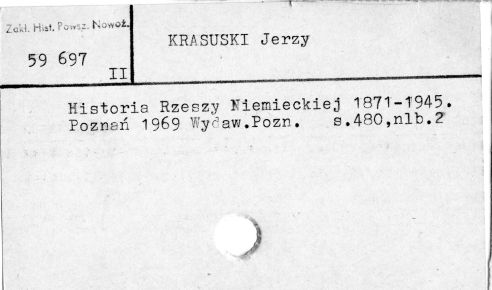 Zakł. Hist. Powsz. Nowoż.
59 697
II
KRASUSKI Jerzy
Historia Rzeszy Niemieckiej 1871-1945.
Poznań 1969 Wydaw.Pozn. s.480,nlb.2